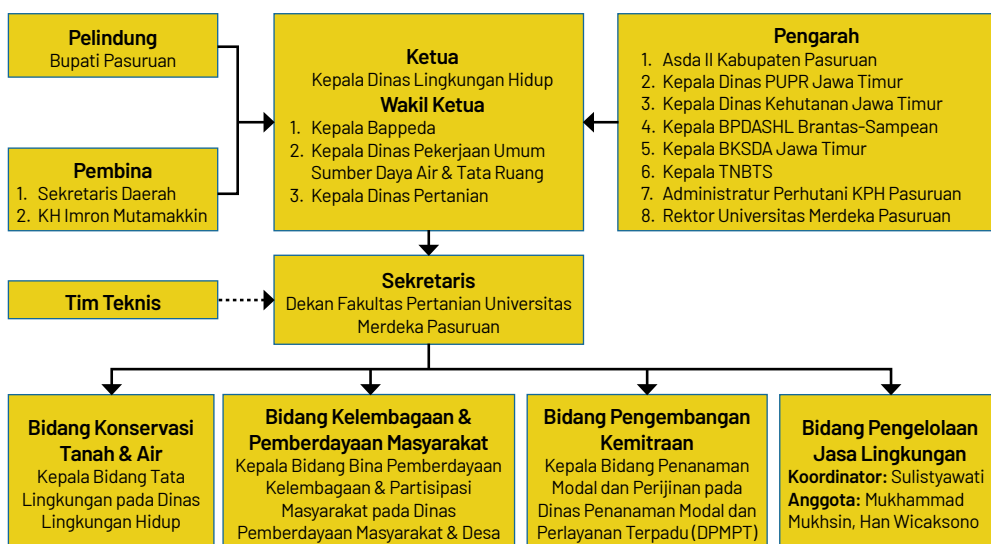 Pelindung
Bupati Pasuruan
Pembina
1. Sekretaris Daerah
2. KH Imron Mutamakkin
Ketua
Kepala Dinas Lingkungan Hidup
Wakil Ketua
1. Kepala Bappeda
2. Kepala Dinas Pekerjaan Umum
Sumber Daya Air & Tata Ruang
3. Kepala Dinas Pertanian
Pengarah
1. Asda II Kabupaten Pasuruan
2. Kepala Dinas PUPR Jawa Timur
3. Kepala Dinas Kehutanan Jawa Timur
4. Kepala BPDASHL Brantas-Sampean
5. Kepala BKSDA Jawa Timur
6. Kepala TNBTS
7. Administratur Perhutani KPH Pasuruan
8. Rektor Universitas Merdeka Pasuruan
Tim Teknis
Sekretaris
Dekan Fakultas Pertanian Universitas
Merdeka Pasuruan
Bidang Konservasi
Tanah & Air
Kepala Bidang Tata
Lingkungan pada Dinas
Lingkungan Hidup
Bidang Kelembagaan &
Pemberdayaan Masyarakat
Kepala Bidang Bina Pemberdayaan
Kelembagaan & Partisipasi
Masyarakat pada Dinas
Pemberdayaan Masyarakat & Desa
Bidang Pengembangan
Kemitraan
Kepala Bidang Penanaman
Modal dan Perijinan pada
Dinas Penanaman Modal dan
Perlayanan Terpadu (DPMPT)
Bidang Pengelolaan
Jasa Lingkungan
Koordinator: Sulistyawati
Anggota: Mukhammad
Mukhsin, Han Wicaksono